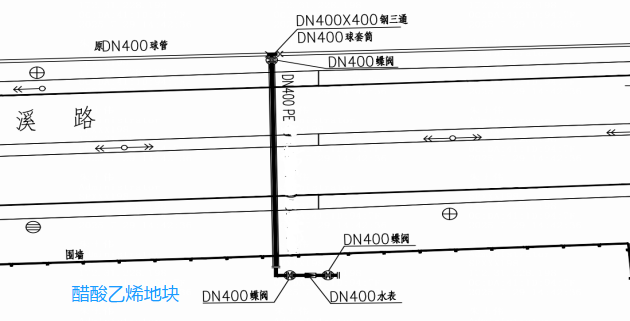 DN400X400钢三通
DN400球套筒
原DN400球管
DN400蝶阀
DN400 PE
溪 路
DN400蝶阀
围墙
醋酸乙烯地块
DN400蝶阀
DN400水表